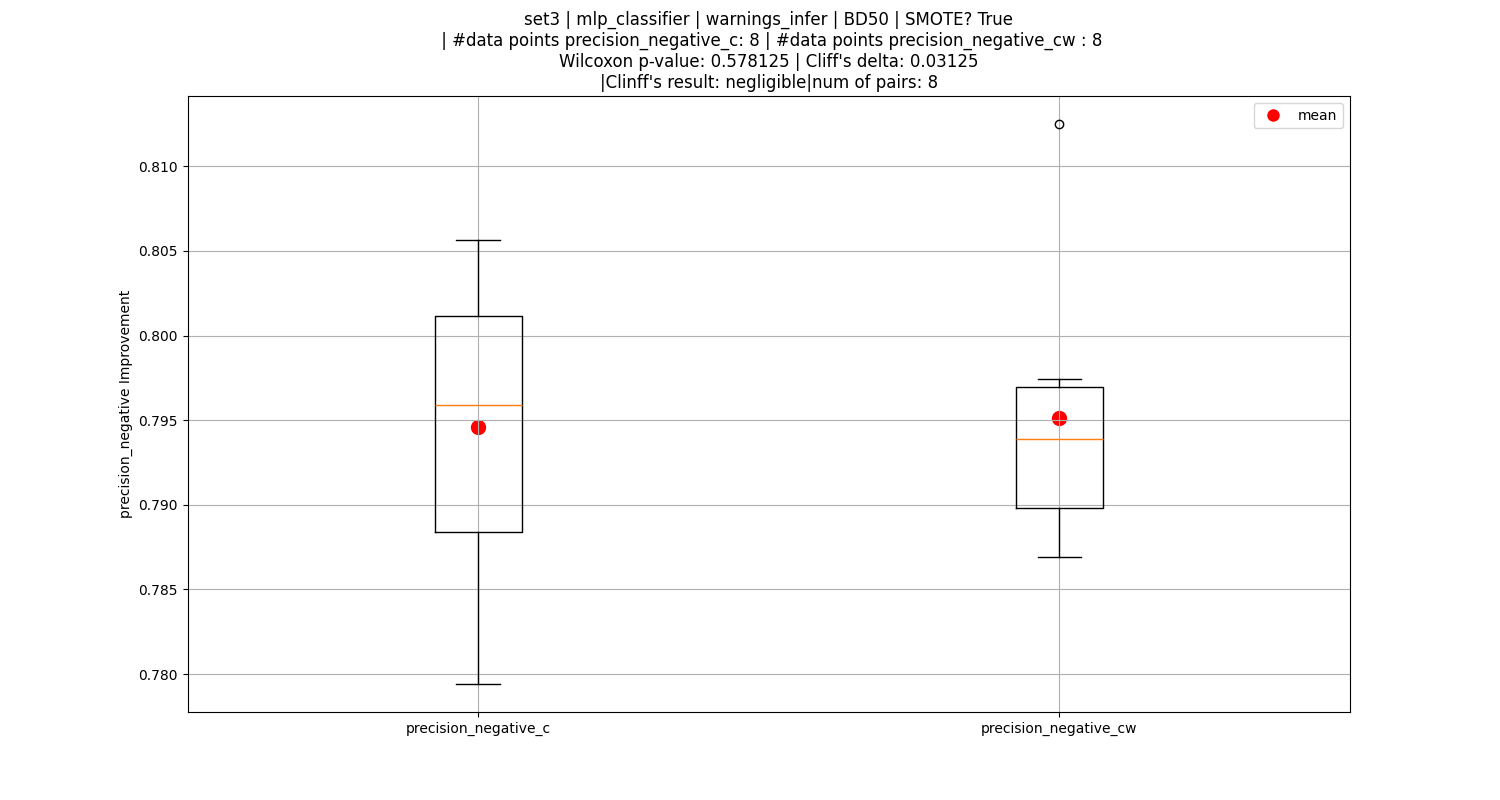 set3 | mlp_classifier | warnings_infer | BD50 | SMOTE? True
| #data points precision_negative_c: 8 | #data points precision_negative_cw : 8
Wilcoxon p-value: 0.578125 | Cliff's delta: 0.03125
|Clinff's result: negligible|num of pairs: 8
mean
0.810
0.805
0.800
0.795
0.790
0.785
0.780
precision_negative Improvement
precision_negative_c
precision_negative_cw